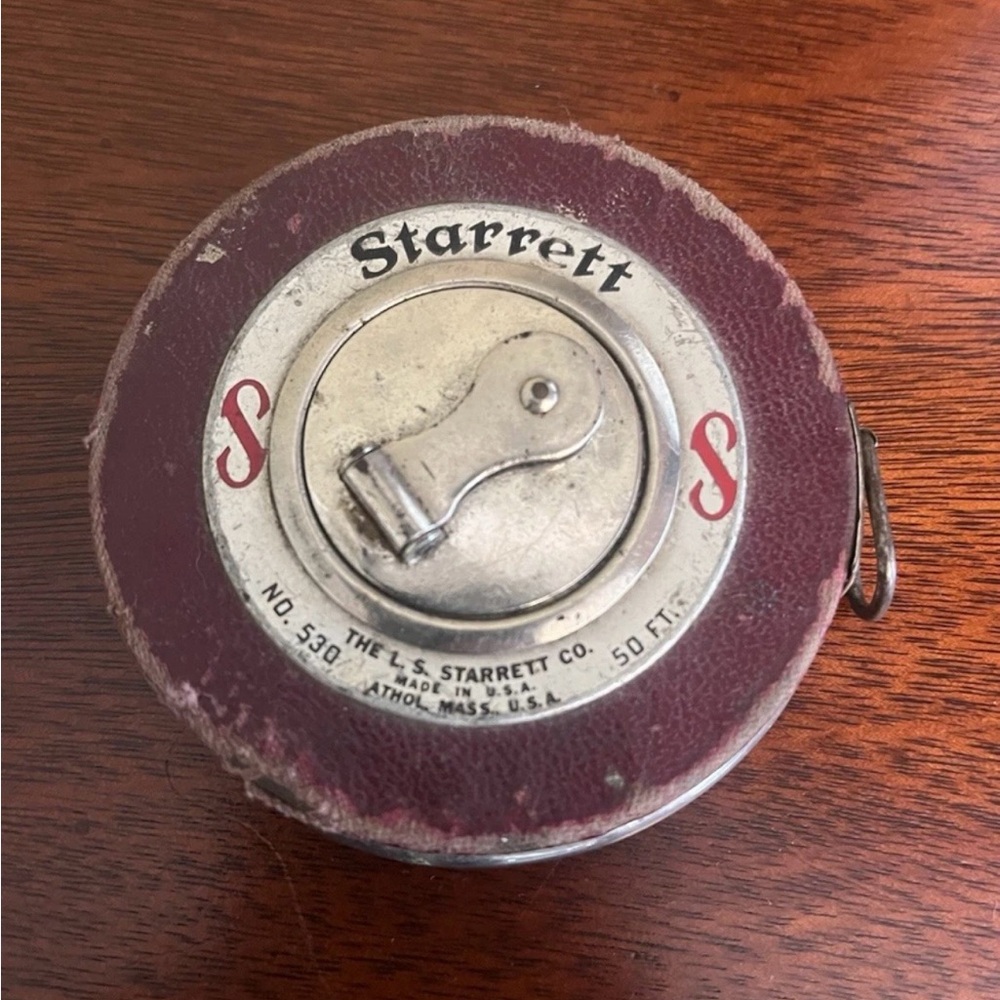 Starrett
S S
NO. 530
THE L. S. STARRETT CO.
MADE IN U.S.A.
ATHOL, MASS., U.S.A.
50 FT.